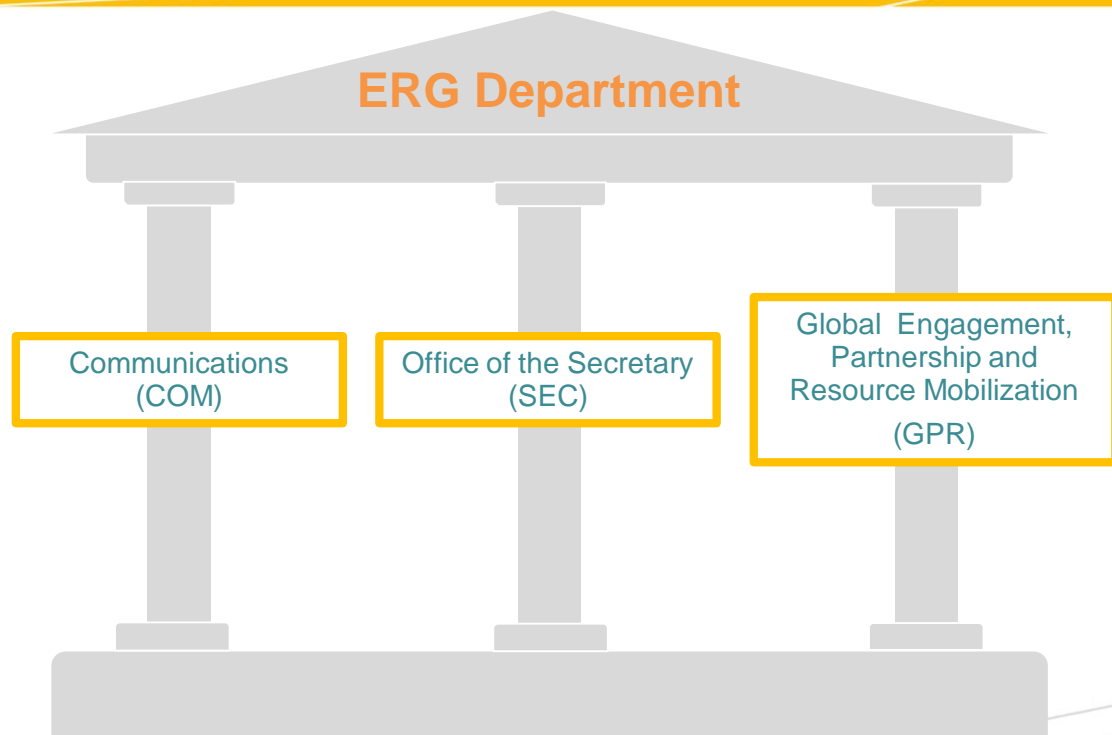 ERG Department
Communications
(COM)
Office of the Secretary
(SEC)
Global Engagement,
Partnership and
Resource Mobilization
(GPR)